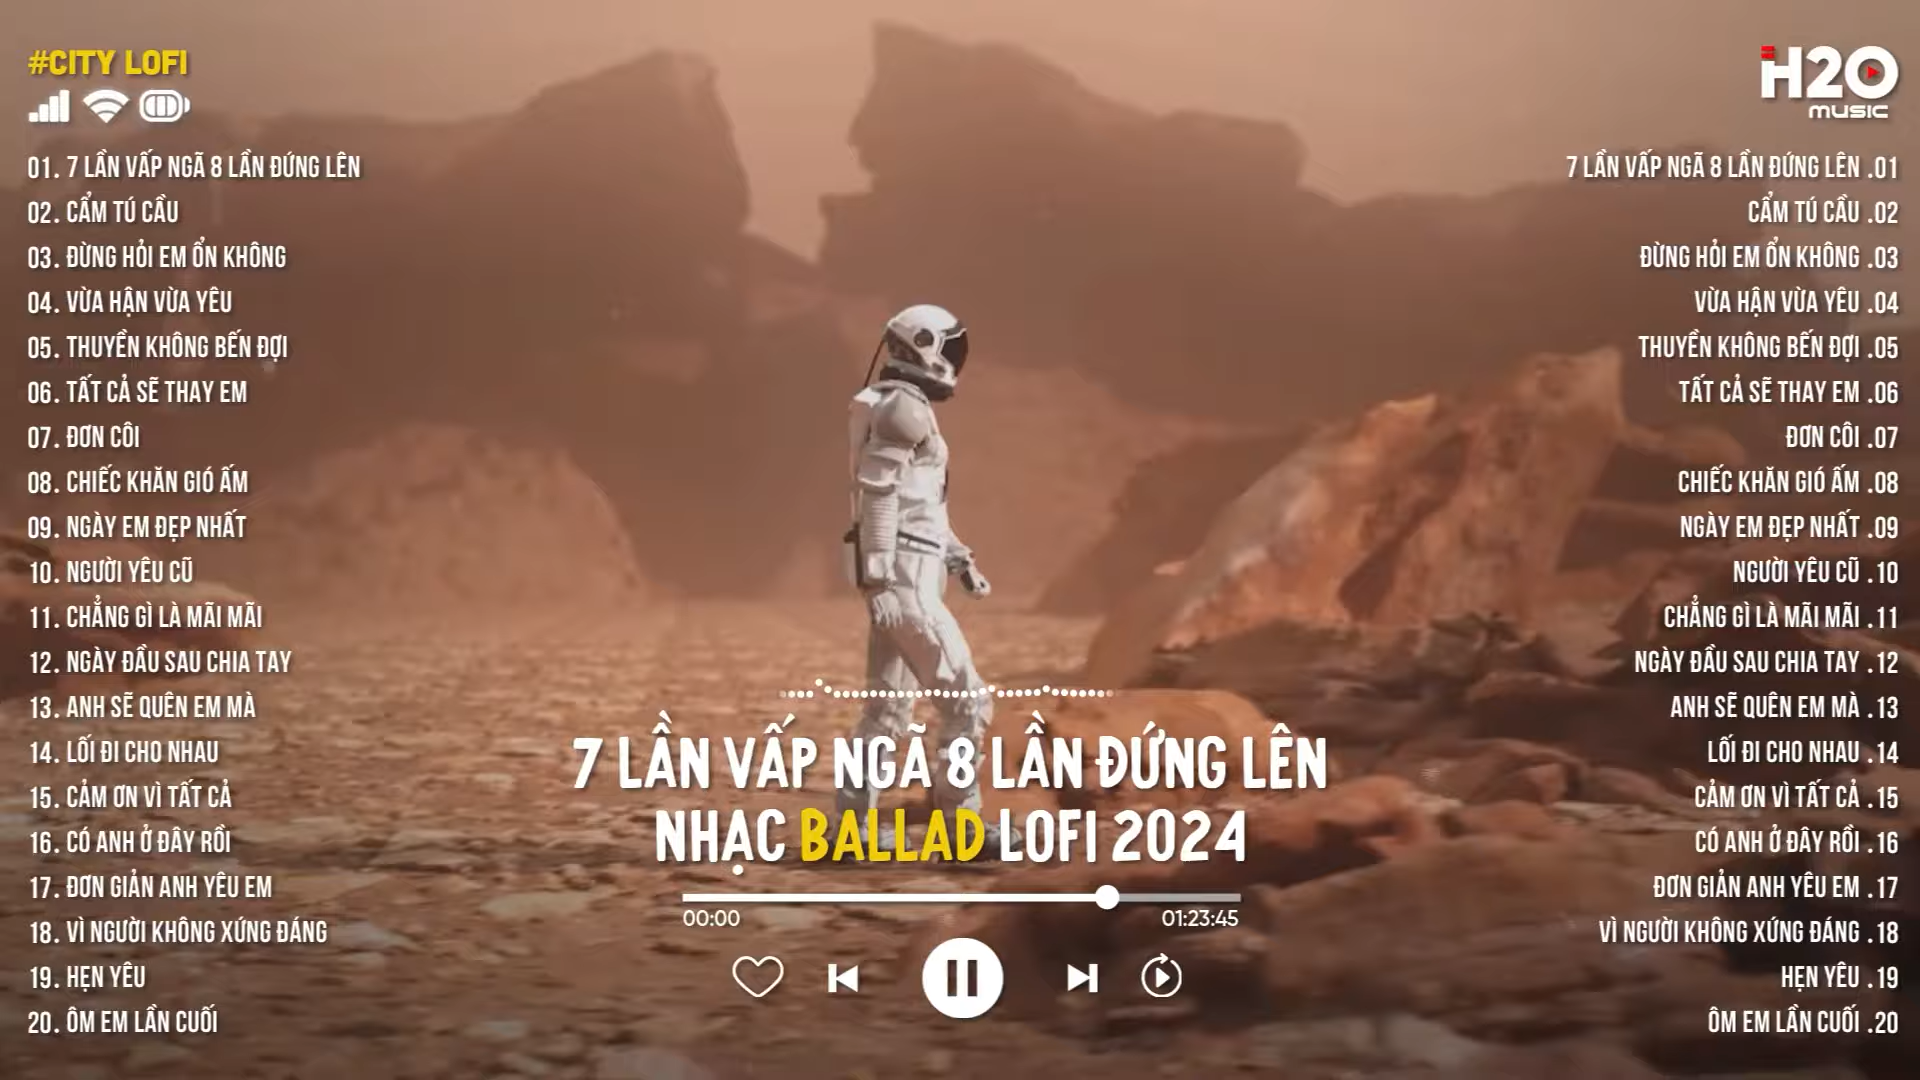 #CITY LOFI
H2O
MUSIC
01. 7 LẦN VẤP NGÃ 8 LẦN ĐỨNG LÊN
02. CẨM TÚ CẦU
03. ĐỪNG HỎI EM ỔN KHÔNG
04. VỪA HẬN VỪA YÊU
05. THUYỀN KHÔNG BẾN ĐỢI
06. TẤT CẢ SẼ THAY EM
07. ĐƠN CÔI
08. CHIẾC KHĂN GIÓ ẤM
09. NGÀY EM ĐẸP NHẤT
10. NGƯỜI YÊU CŨ
11. CHẲNG GÌ LÀ MÃI MÃI
12. NGÀY ĐẦU SAU CHIA TAY
13. ANH SẼ QUÊN EM MÀ
14. LỐI ĐI CHO NHAU
15. CẢM ƠN VÌ TẤT CẢ
16. CÓ ANH Ở ĐÂY RỒI
17. ĐƠN GIẢN ANH YÊU EM
18. VÌ NGƯỜI KHÔNG XỨNG ĐÁNG
19. HẸN YÊU
20. ÔM EM LẦN CUỐI
7 LẦN VẤP NGÃ 8 LẦN ĐỨNG LÊN
NHẠC BALLAD LOFI 2024
00:00
01:23:45
7 LẦN VẤP NGÃ 8 LẦN ĐỨNG LÊN .01
CẨM TÚ CẦU .02
ĐỪNG HỎI EM ỔN KHÔNG .03
VỪA HẬN VỪA YÊU .04
THUYỀN KHÔNG BẾN ĐỢI .05
TẤT CẢ SẼ THAY EM .06
ĐƠN CÔI .07
CHIẾC KHĂN GIÓ ẤM .08
NGÀY EM ĐẸP NHẤT .09
NGƯỜI YÊU CŨ .10
CHẲNG GÌ LÀ MÃI MÃI .11
NGÀY ĐẦU SAU CHIA TAY .12
ANH SẼ QUÊN EM MÀ .13
LỐI ĐI CHO NHAU .14
CẢM ƠN VÌ TẤT CẢ .15
CÓ ANH Ở ĐÂY RỒI .16
ĐƠN GIẢN ANH YÊU EM .17
VÌ NGƯỜI KHÔNG XỨNG ĐÁNG .18
HẸN YÊU .19
ÔM EM LẦN CUỐI .20